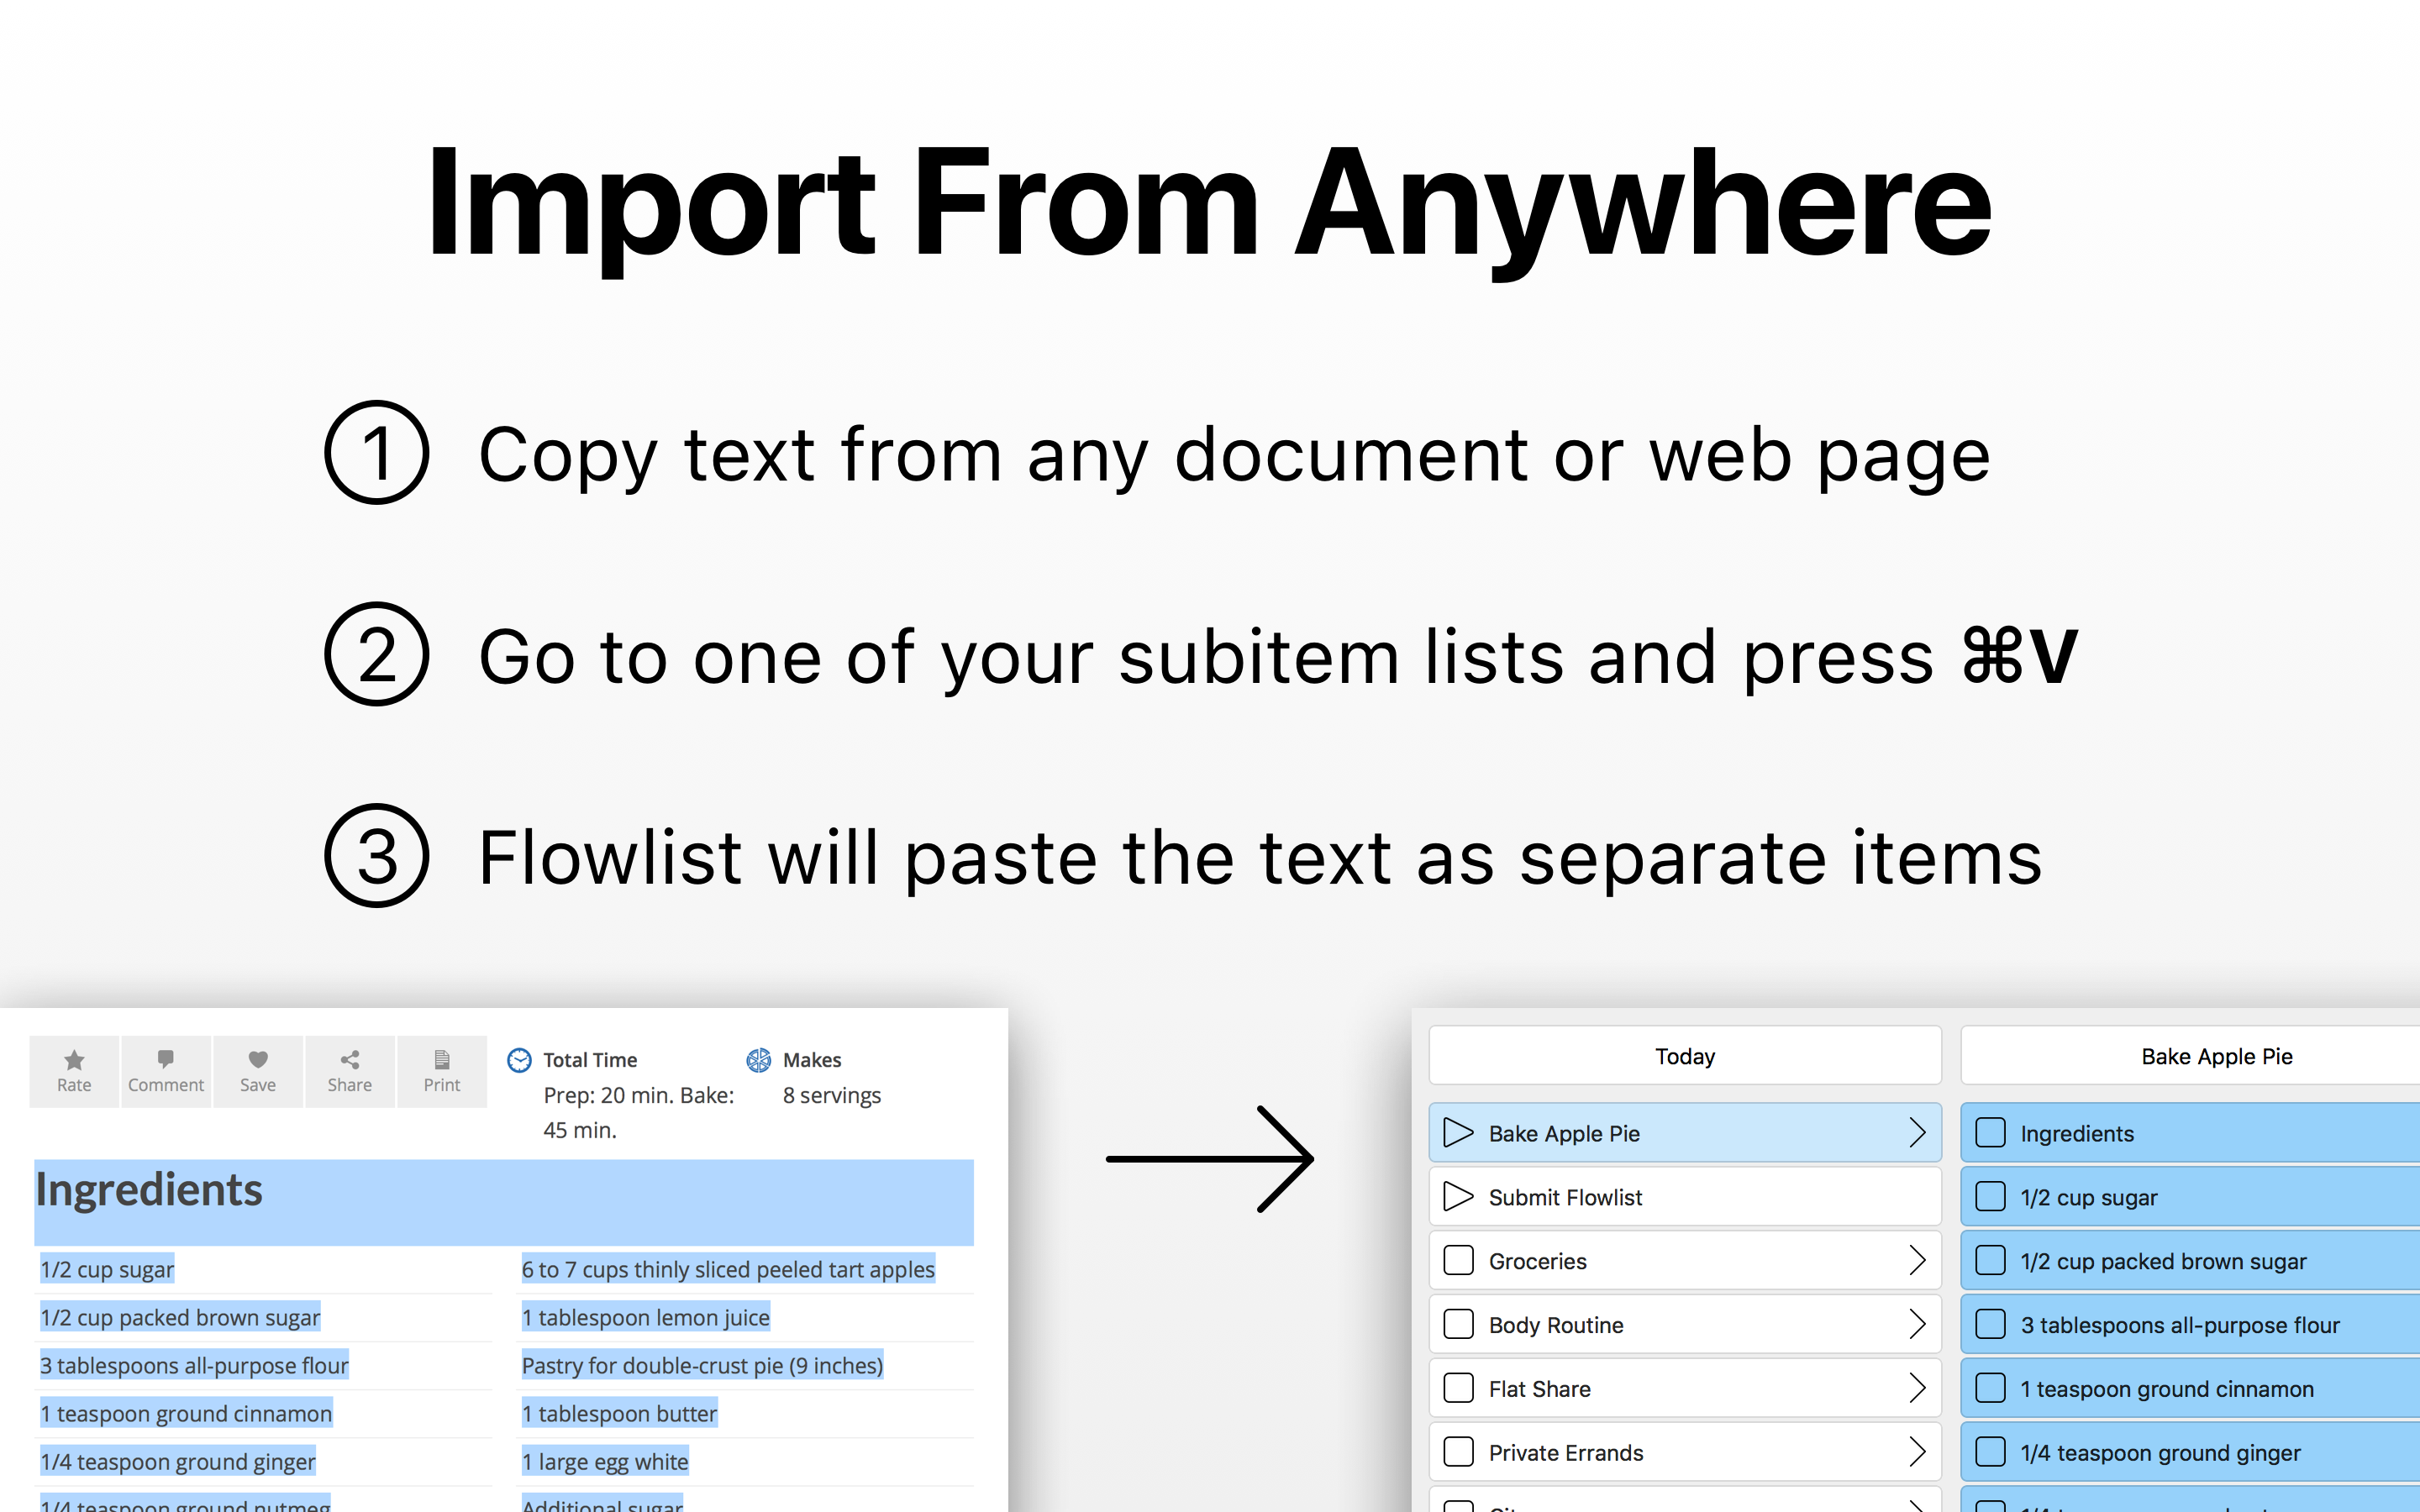 Import From Anywhere
1 Copy text from any document or web page
2 Go to one of your subitem lists and press ⌘V
3 Flowlist will paste the text as separate items
Rate
Comment
Save
Share
Print
Total Time
Prep: 20 min. Bake:
45 min.
Makes
8 servings
Ingredients
1/2 cup sugar
1/2 cup packed brown sugar
3 tablespoons all-purpose flour
1 teaspoon ground cinnamon
1/4 teaspoon ground ginger
1/4 teaspoon ground nutmeg
6 to 7 cups thinly sliced peeled tart apples
1 tablespoon lemon juice
Pastry for double-crust pie (9 inches)
1 tablespoon butter
1 large egg white
Additional sugar
Today
Bake Apple Pie
Submit Flowlist
Groceries
Body Routine
Flat Share
Private Errands
Bake Apple Pie
Ingredients
1/2 cup sugar
1/2 cup packed brown sugar
3 tablespoons all-purpose flour
1 teaspoon ground cinnamon
1/4 teaspoon ground ginger